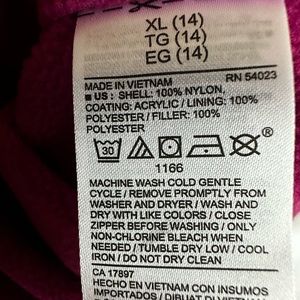 XL (14)
TG (14)
EG (14)
MADE IN VIETNAM RN 54023
■ US : SHELL: 100% NYLON,
COATING: ACRYLIC / LINING: 100%
POLYESTER / FILLER: 100%
POLYESTER
30
1166
MACHINE WASH COLD GENTLE
CYCLE / REMOVE PROMPTLY FROM
WASHER AND DRYER / WASH AND
DRY WITH LIKE COLORS / CLOSE
ZIPPER BEFORE WASHING / ONLY
NON-CHLORINE BLEACH WHEN
NEEDED / TUMBLE DRY LOW / COOL
IRON / DO NOT DRY CLEAN
CA 17897
HECHO EN VIETNAM CON INSUMOS
IMPORTADOS / DIBUAT DI VIETNAM